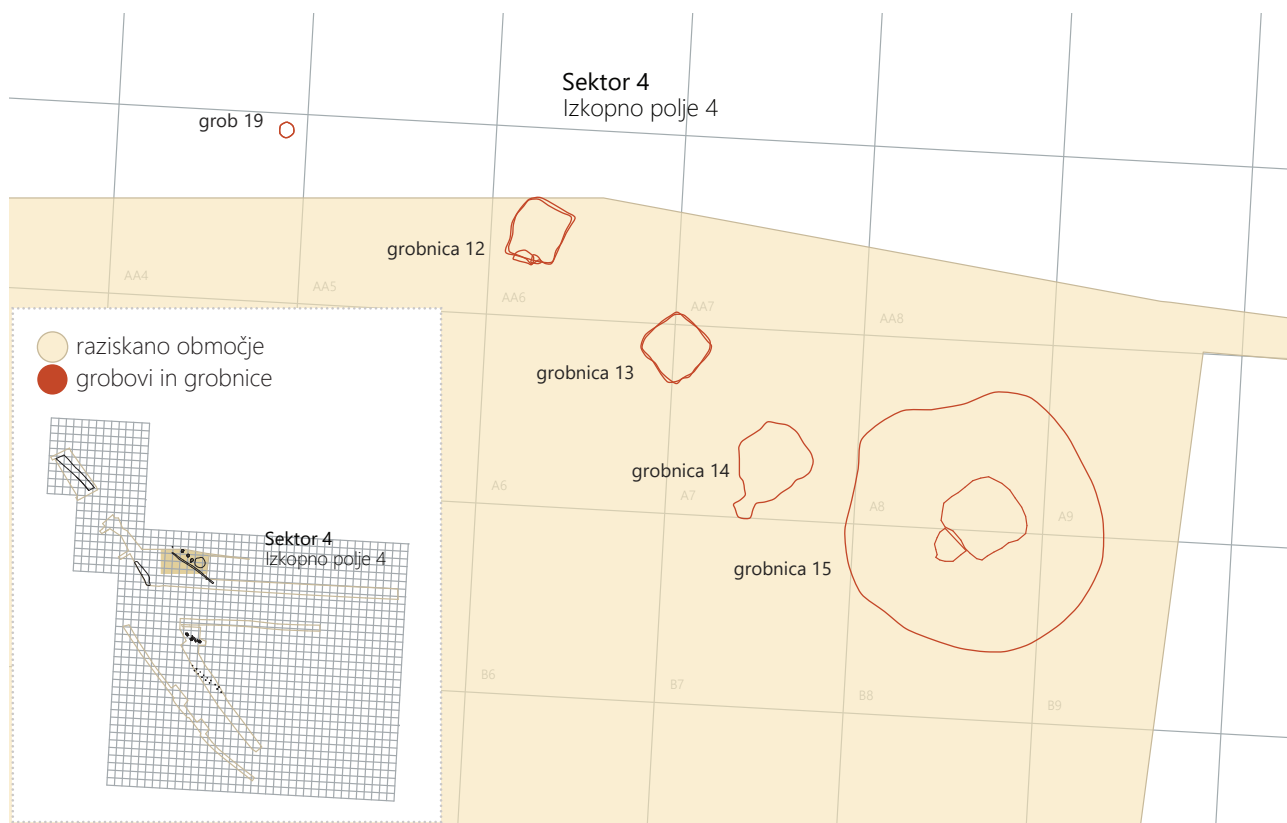 Sektor 4
Izkopno polje 4
grob 19
grobnica 12
AA4
AA5
AA6
AA7
AA8
grobnica 13
raziskano območje
grobovi in grobnice
grobnica 14
A6
A7
A8
A9
grobnica 15
Sektor 4
Izkopno polje 4
B6
B7
B8
B9